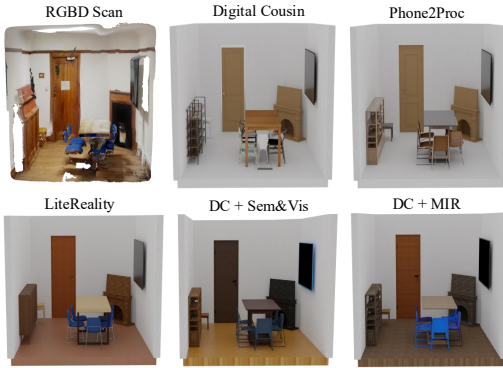 RGBD Scan
Digital Cousin
Phone2Proc
LiteReality
DC + Sem&Vis
DC + MIR